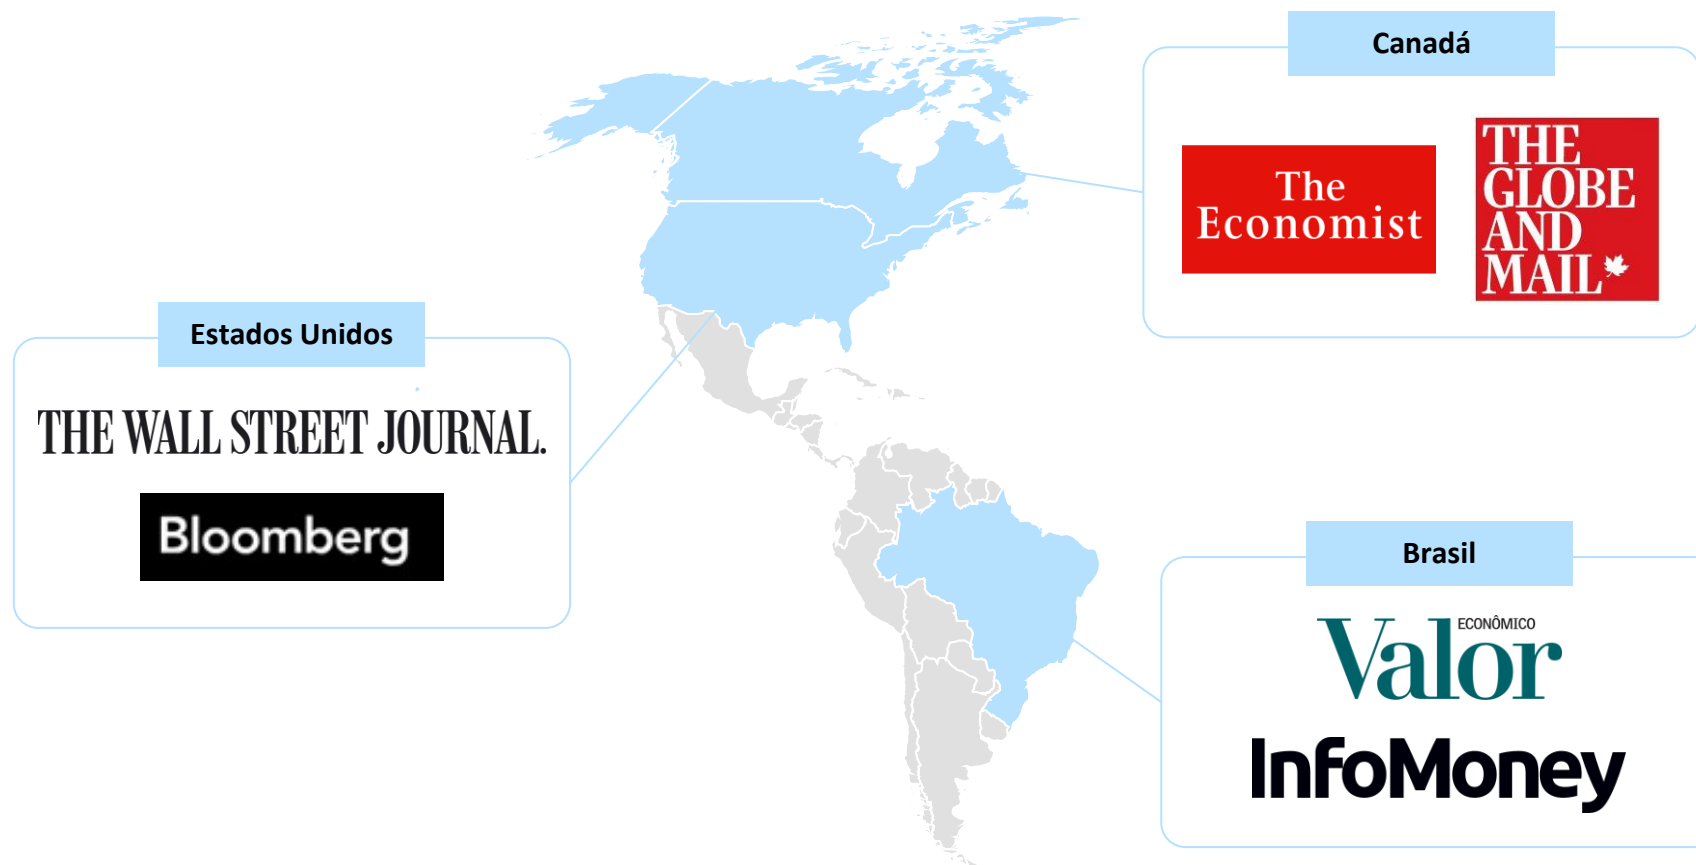 Canadá
The
Economist
THE
GLOBE
AND
MAIL
Estados Unidos
THE WALL STREET JOURNAL.
Bloomberg
Brasil
ECONÔMICO
Valor
InfoMoney